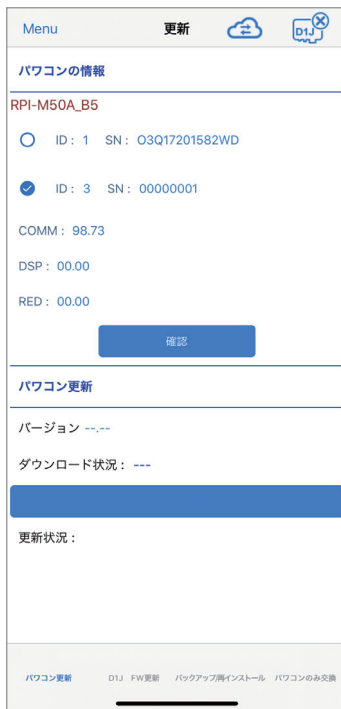 Menu 更新 D1J
パワコンの情報
RPI-M50A_B5
ID： 1 SN： O3Q17201582WD
ID： 3 SN： 00000001
COMM： 98.73
DSP： 00.00
RED： 00.00
確認
パワコン更新
バージョン --.--
ダウンロード状況： ---
更新状況：
パワコン更新 D1J FW更新 バックアップ/再インストール パワコンのみ交換